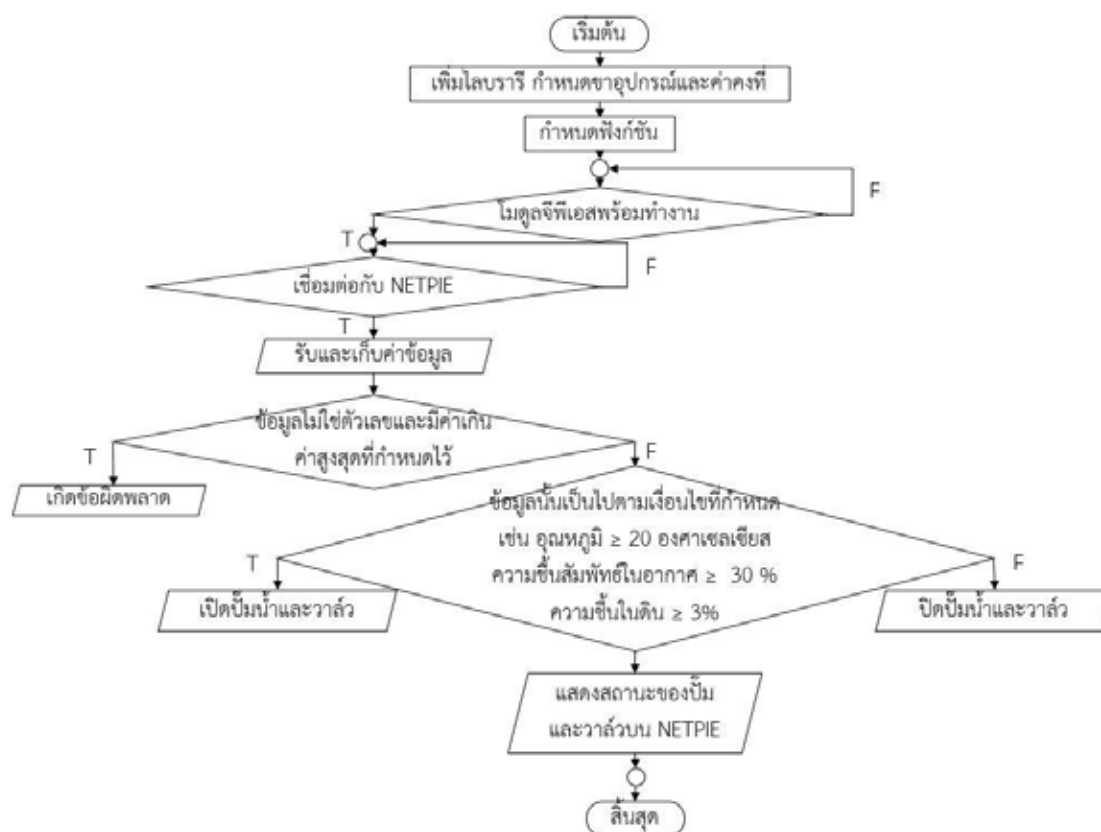 เริ่มต้น
เพิ่มไลบรารี กำหนดขาอุปกรณ์และค่าคงที่
กำหนดฟังก์ชัน
F
โมดูลจีพีเอสพร้อมทำงาน
T
F
เชื่อมต่อกับ NETPIE
T
รับและเก็บค่าข้อมูล
ข้อมูลไม่ใช่ตัวเลขและมีค่าเกิน
ค่าสูงสุดที่กำหนดไว้
T
F
เกิดข้อผิดพลาด
ข้อมูลนั้นเป็นไปตามเงื่อนไขที่กำหนด
เช่น อุณหภูมิ ≥ 20 องศาเซลเซียส
ความชื้นสัมพัทธ์ในอากาศ ≥ 30 %
ความชื้นในดิน ≥ 3%
T
F
เปิดปั๊มน้ำและวาล์ว
ปิดปั๊มน้ำและวาล์ว
แสดงสถานะของปั๊ม
และวาล์วบน NETPIE
สิ้นสุด